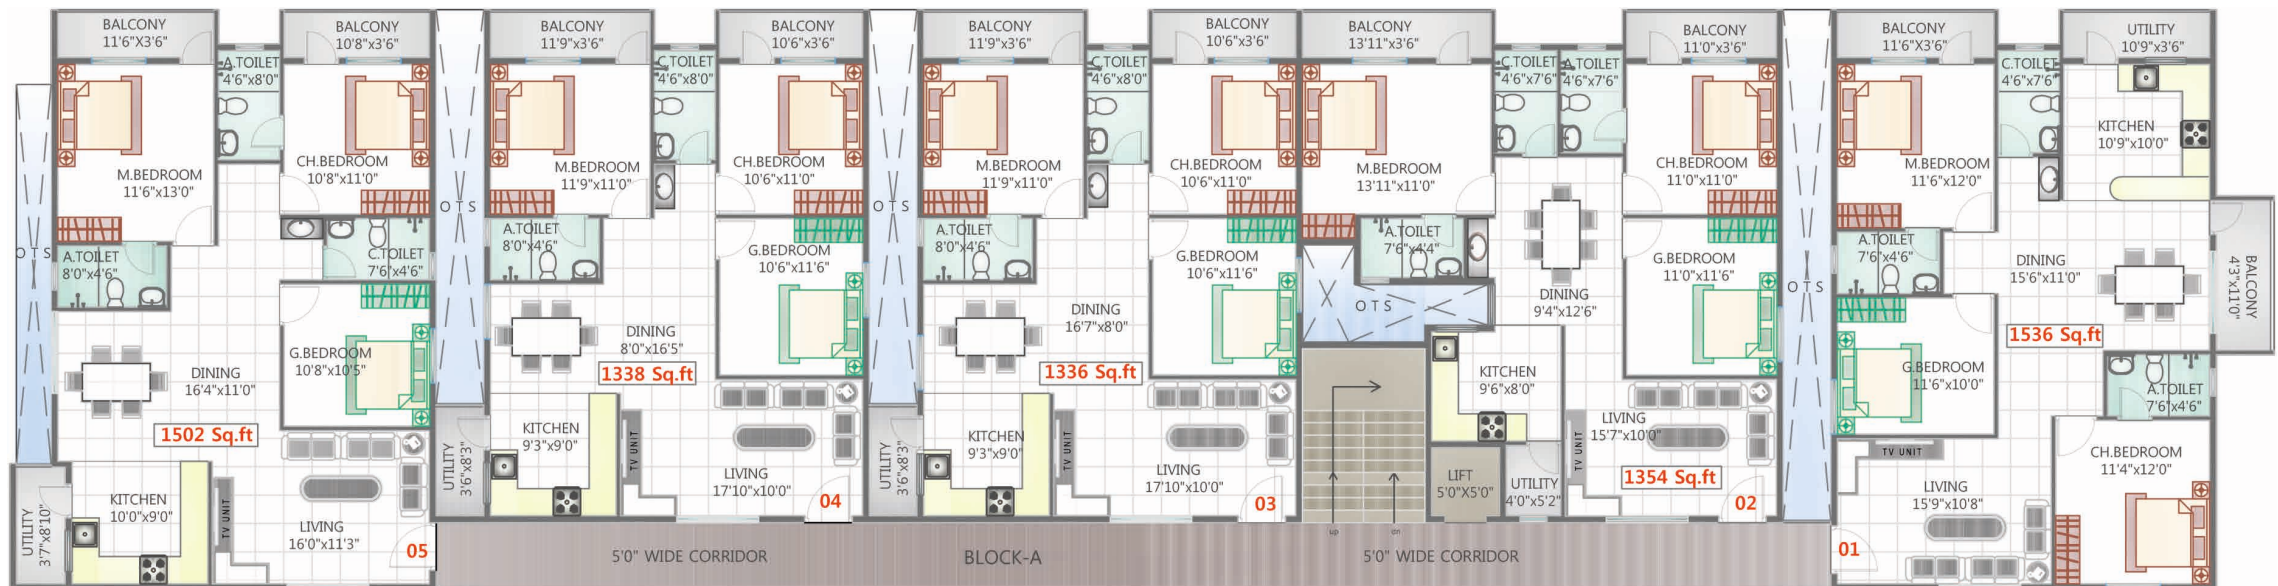 BALCONY
11'6"X3'6"
BALCONY
10'8"x3'6"
A.TOILET
4'6"x8'0"
M.BEDROOM
11'6"x13'0"
CH.BEDROOM
10'8"x11'0"
OTS
A.TOILET
8'0"x4'6"
C.TOILET
7'6"x4'6"
G.BEDROOM
10'8"x10'5"
DINING
16'4"x11'0"
1502 Sq.ft
KITCHEN
10'0"x9'0"
UTILITY
3'7"x8'10"
TV UNIT
LIVING
16'0"x11'3"
05
OTS
BALCONY
11'9"x3'6"
C.TOILET
4'6"x8'0"
BALCONY
10'6"x3'6"
M.BEDROOM
11'9"x11'0"
CH.BEDROOM
10'6"x11'0"
A.TOILET
8'0"x4'6"
G.BEDROOM
10'6"x11'6"
DINING
8'0"x16'5"
1338 Sq.ft
UTILITY
3'6"x8'3"
KITCHEN
9'3"x9'0"
TV UNIT
LIVING
17'10"x10'0"
04
OTS
BALCONY
11'9"x3'6"
C.TOILET
4'6"x8'0"
BALCONY
10'6"x3'6"
M.BEDROOM
11'9"x11'0"
CH.BEDROOM
10'6"x11'0"
A.TOILET
8'0"x4'6"
G.BEDROOM
10'6"x11'6"
DINING
16'7"x8'0"
1336 Sq.ft
UTILITY
3'6"x8'3"
KITCHEN
9'3"x9'0"
TV UNIT
LIVING
17'10"x10'0"
03
BALCONY
13'11"x3'6"
C.TOILET
4'6"x7'6"
A.TOILET
4'6"x7'6"
BALCONY
11'0"x3'6"
M.BEDROOM
13'11"x11'0"
CH.BEDROOM
11'0"x11'0"
A.TOILET
7'6"x4'4"
OTS
DINING
9'4"x12'6"
G.BEDROOM
11'0"x11'6"
KITCHEN
9'6"x8'0"
LIVING
15'7"x10'0"
TV UNIT
1354 Sq.ft
LIFT
5'0"X5'0"
UTILITY
4'0"x5'2"
02
up
OTS
BALCONY
11'6"X3'6"
C.TOILET
4'6"x7'6"
UTILITY
10'9"x3'6"
KITCHEN
10'9"x10'0"
M.BEDROOM
11'6"x12'0"
A.TOILET
7'6"x4'6"
DINING
15'6"x11'0"
BALCONY
4'3"x11'0"
1536 Sq.ft
G.BEDROOM
11'6"x10'0"
A.TOILET
7'6"x4'6"
TV UNIT
CH.BEDROOM
11'4"x12'0"
LIVING
15'9"x10'8"
01
5'0" WIDE CORRIDOR
BLOCK-A
5'0" WIDE CORRIDOR